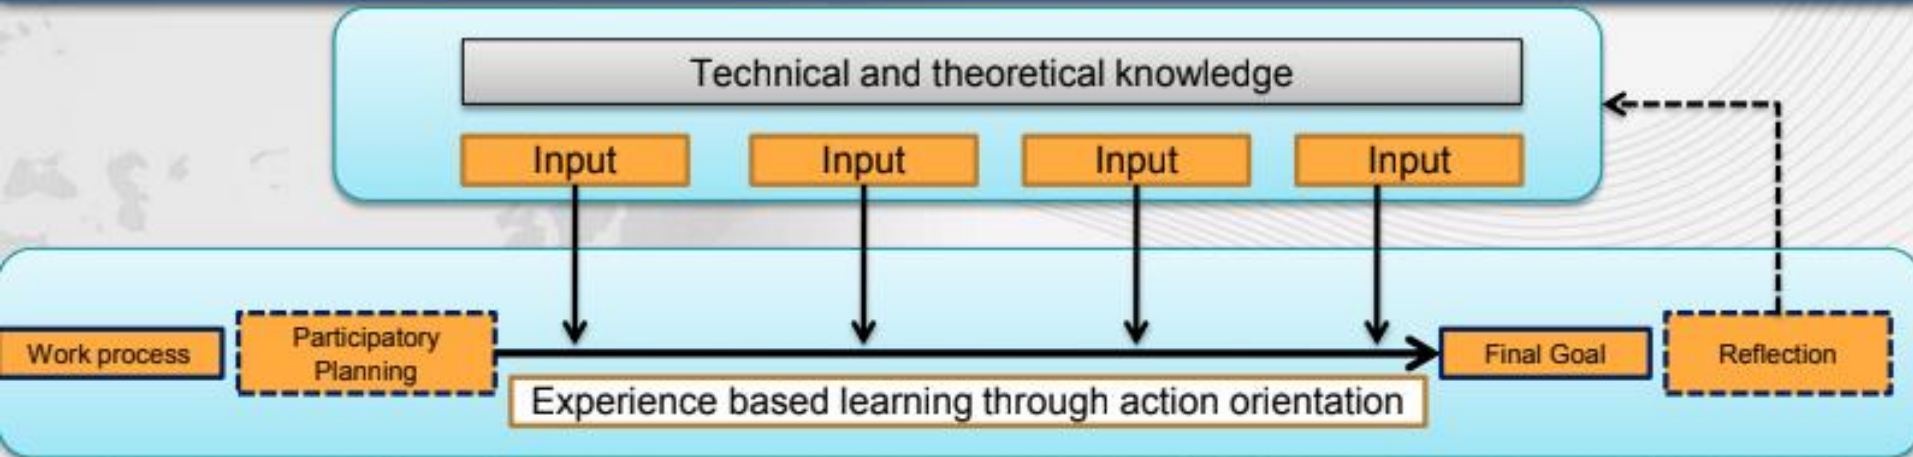 Technical and theoretical knowledge
Input Input Input Input
Work process
Participatory
Planning
Experience based learning through action orientation
Final Goal
Reflection